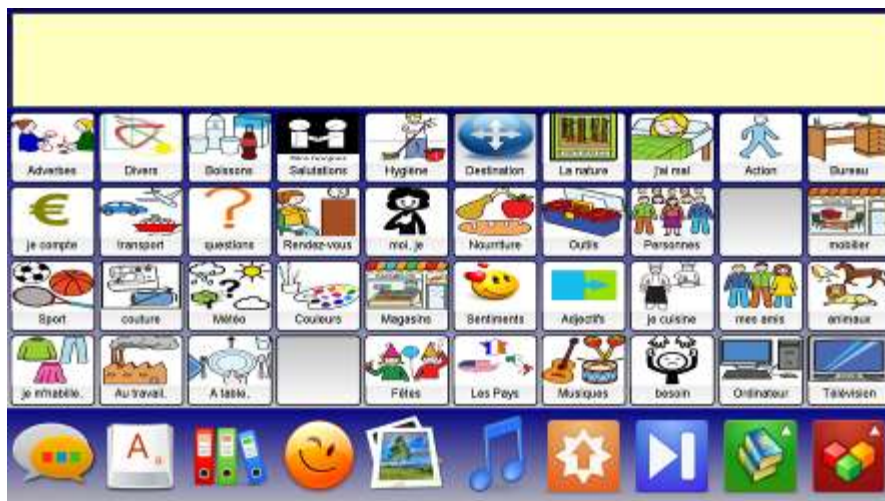 Adverbes
Divers
Boissons
Salutations
Hygiène
Destination
La nature
j'ai mal
Action
Bureau
je compte
transport
questions
Rendez-vous
moi, je
Nourriture
Outils
Personnes
mobilier
Sport
couture
Météo
Couleurs
Magasins
Sentiments
Adjectifs
je cuisine
mes amis
animaux
je m'habille.
Au travail.
A table.
Fêtes
Les Pays
Musiques
besoin
Ordinateur
Télévision
A